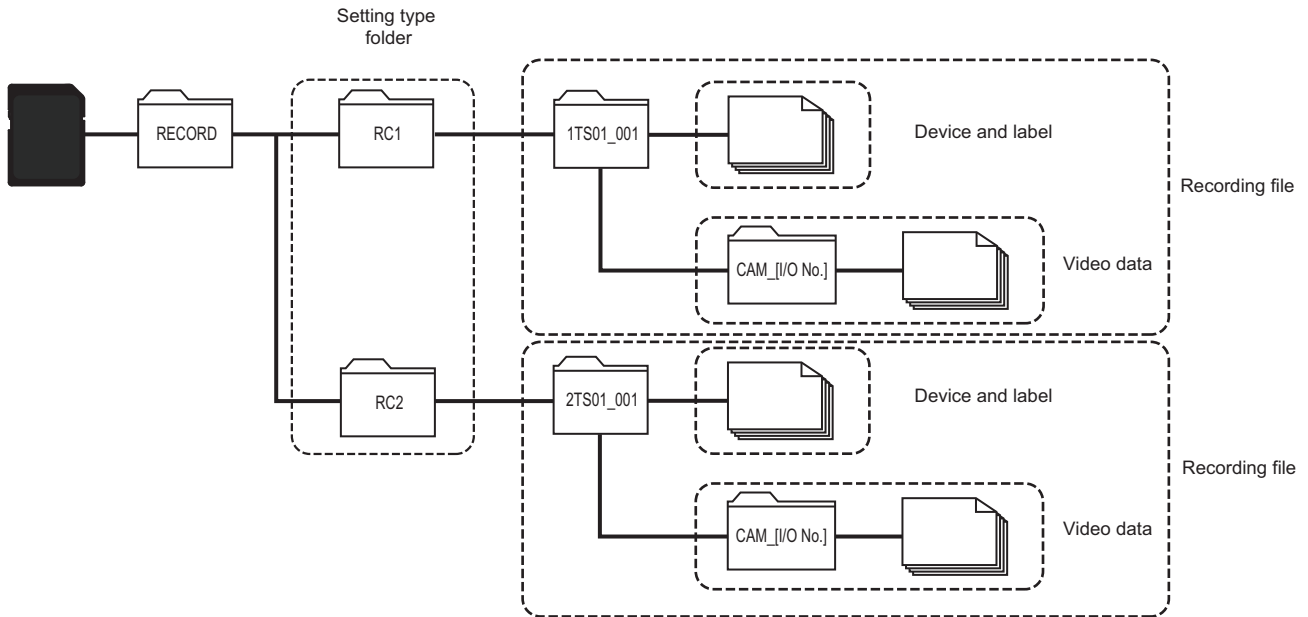 Setting type
folder
RECORD
RC1
1TS01_001
Device and label
Recording file
CAM_[I/O No.]
Video data
RC2
2TS01_001
Device and label
Recording file
CAM_[I/O No.]
Video data